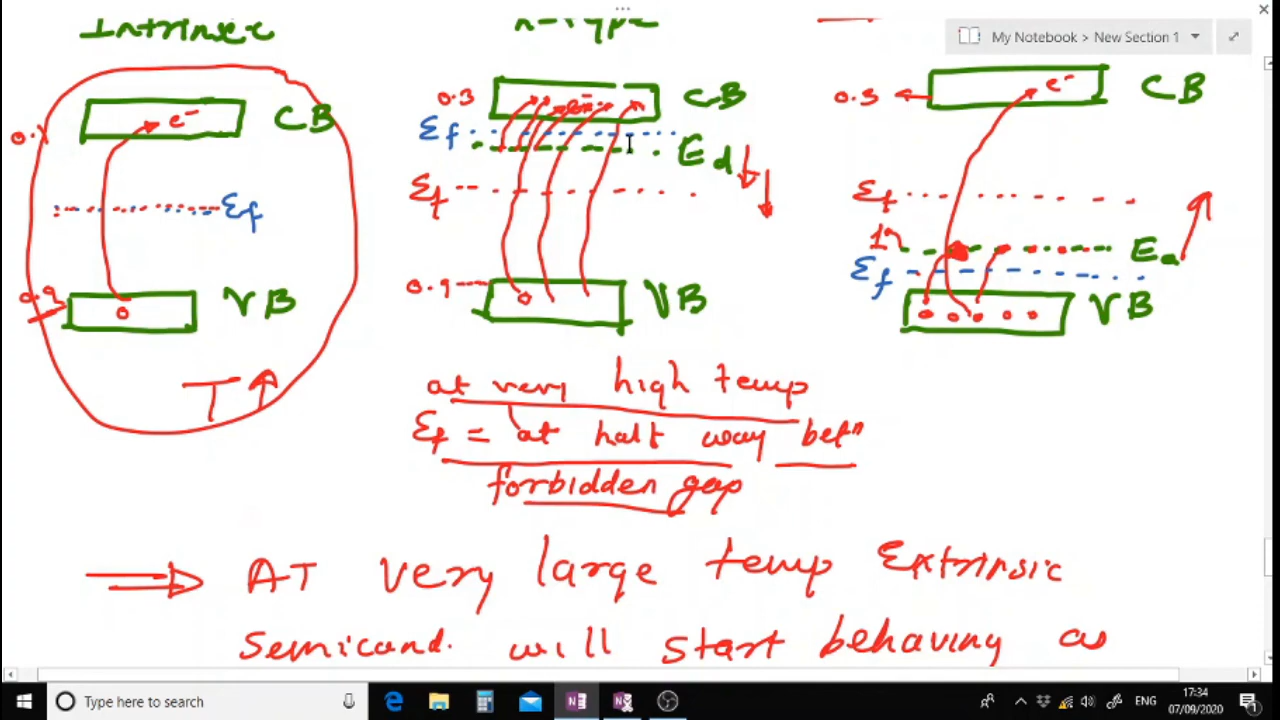 Intrinsic
n-Type
My Notebook > New Section 1
0.1
e-
CB
Ef
0.9
VB
T↑
0.3
e-
CB
Ef
Ed
Ef
0.9
VB
0.3
e-
CB
Ef
Ea
Ef
VB
at very high temp
Ef = at half way betn
forbidden gap
⇒ AT very large temp Extrinsic
Semicond. will start behaving as
Type here to search
ENG
17:34
07/09/2020